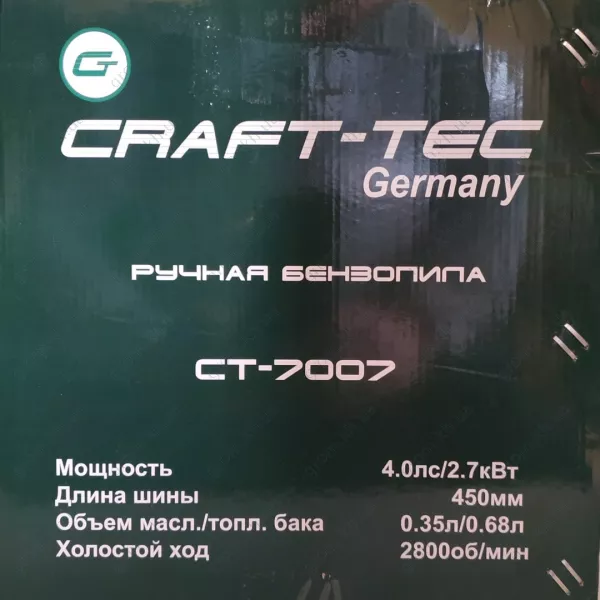 CT
CRAFT-TEC
Germany
РУЧНАЯ БЕНЗОПИЛА
CT-7007
Мощность 4.0лс/2.7кВт
Длина шины 450мм
Объем масл./топл. бака 0.35л/0.68л
Холостой ход 2800об/мин